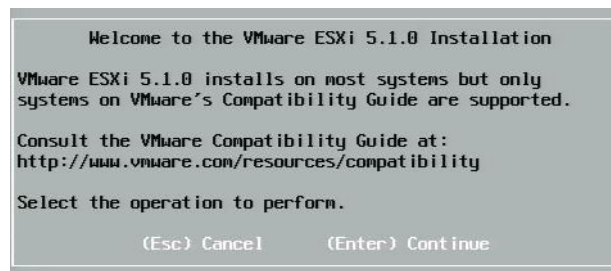 Welcome to the VMware ESXi 5.1.0 Installation
VMware ESXi 5.1.0 installs on most systems but only
systems on VMware's Compatibility Guide are supported.
Consult the VMware Compatibility Guide at:
http://www.vmware.com/resources/compatibility
Select the operation to perform.
(Esc) Cancel (Enter) Continue